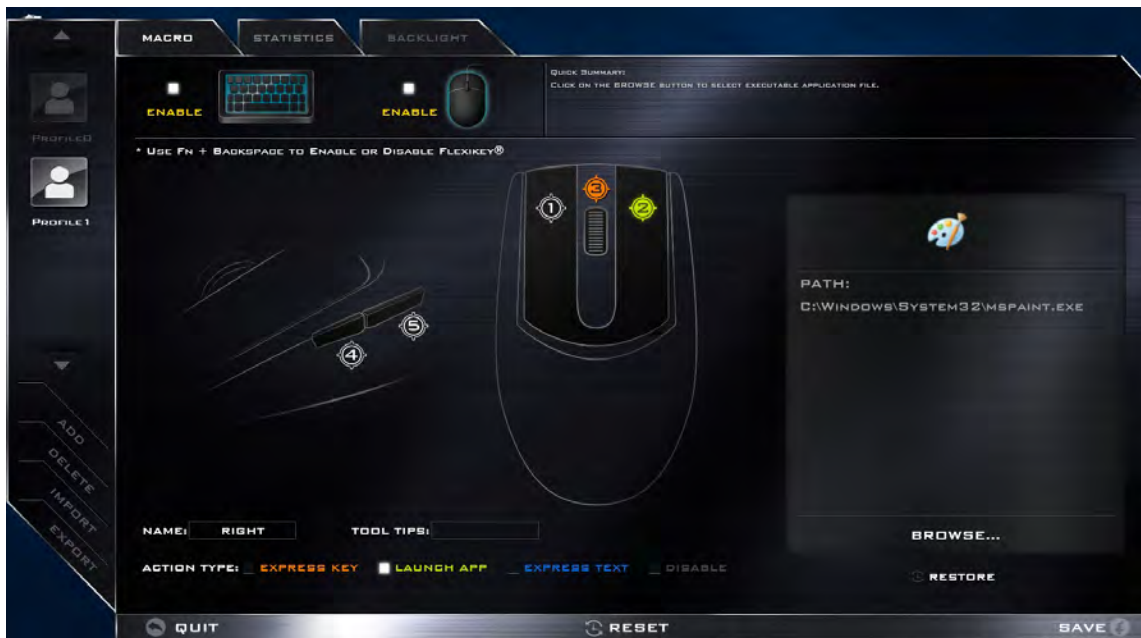 MACRO
STATISTICS
BACKLIGHT
ENABLE
ENABLE
QUICK SUMMARY:
CLICK ON THE BROWSE BUTTON TO SELECT EXECUTABLE APPLICATION FILE.
PROFILE0
* USE FN + BACKSPACE TO ENABLE OR DISABLE FLEXIKEY®
PROFILE1
1
3
2
5
4
PATH:
C:\WINDOWS\SYSTEM32\MSPAINT.EXE
ADD
DELETE
IMPORT
EXPORT
NAME: RIGHT TOOL TIPS:
BROWSE...
ACTION TYPE: EXPRESS KEY LAUNCH APP EXPRESS TEXT DISABLE
RESTORE
QUIT
RESET
SAVE